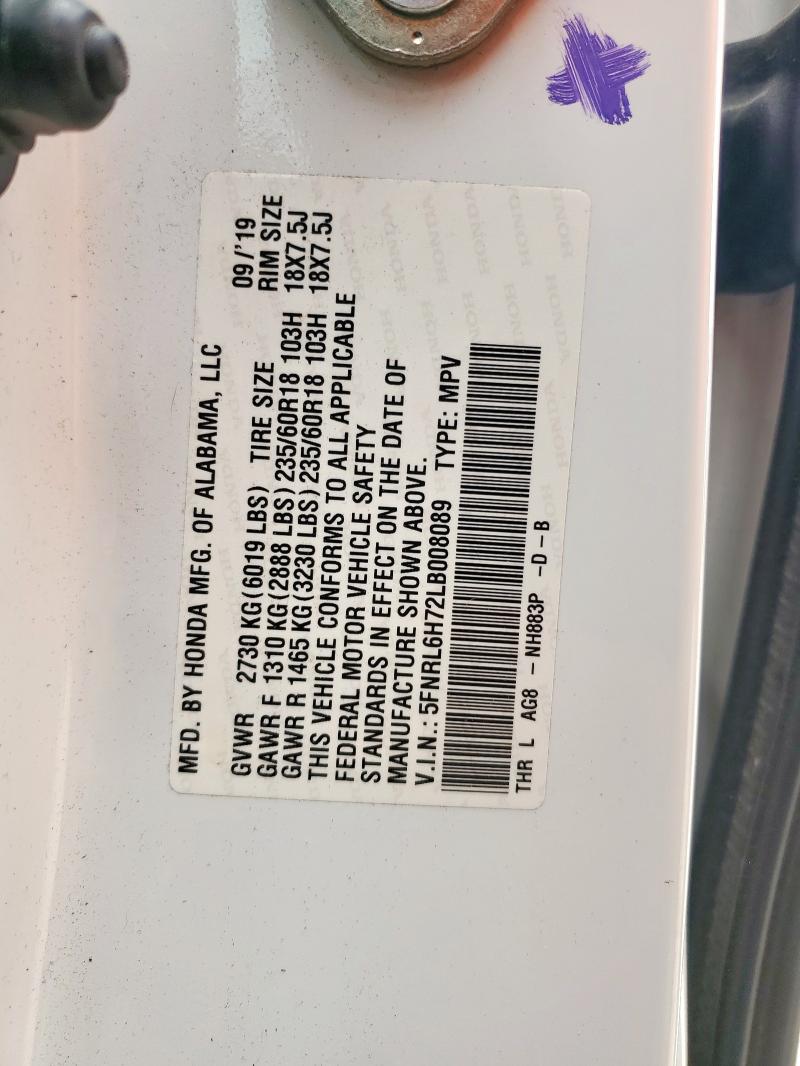 MFD. BY HONDA MFG. OF ALABAMA, LLC
09/'19
GVWR 2730 KG(6019 LBS) TIRE SIZE RIM SIZE
GAWR F 1310 KG(2888 LBS)235/60R18 103H 18X7.5J
GAWR R 1465 KG(3230 LBS)235/60R18 103H 18X7.5J
THIS VEHICLE CONFORMS TO ALL APPLICABLE
FEDERAL MOTOR VEHICLE SAFETY
STANDARDS IN EFFECT ON THE DATE OF
MANUFACTURE SHOWN ABOVE.
V.I.N.: 5FNRL6H72LB008089 TYPE: MPV
THR L AG8 - NH883P -D-B